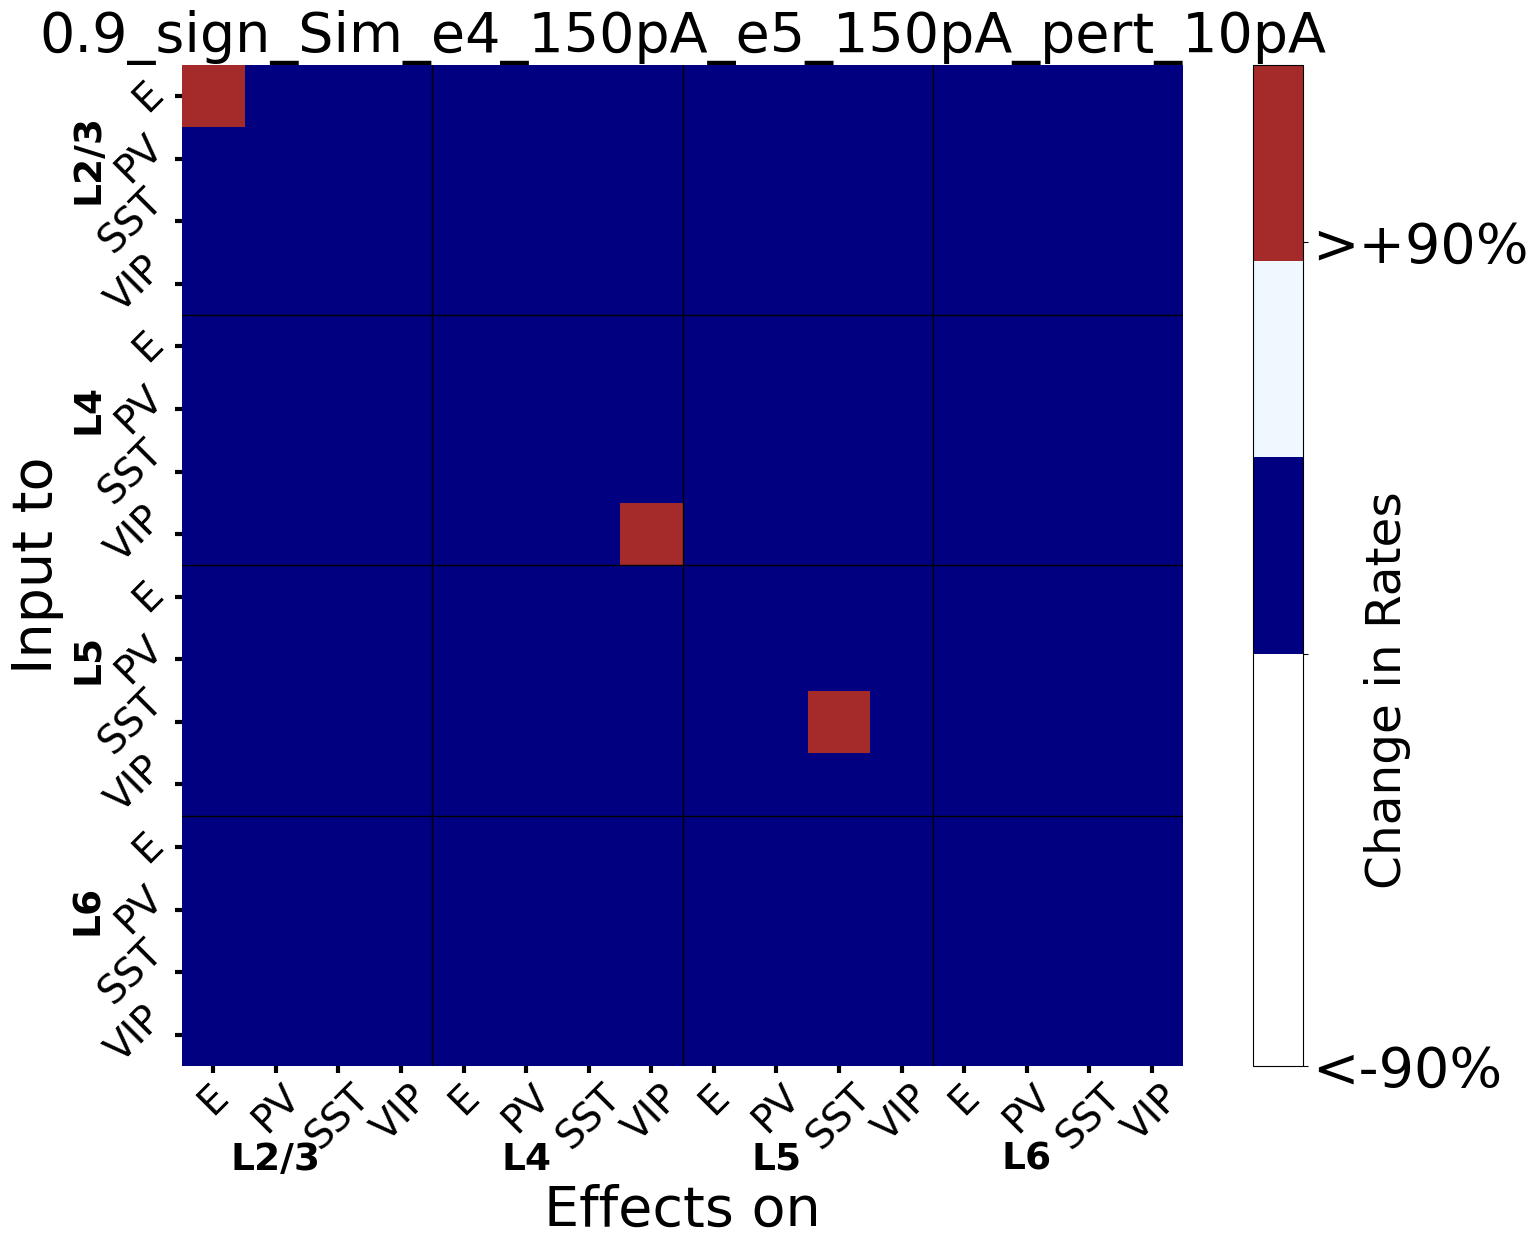 0.9_sign_Sim_e4_150pA_e5_150pA_pert_10pA
Input to
L2/3
E
PV
SST
VIP
L4
E
PV
SST
VIP
L5
E
PV
SST
VIP
L6
E
PV
SST
VIP
E PV SST VIP E PV SST VIP E PV SST VIP E PV SST VIP
L2/3 L4 L5 L6
Effects on
>+90%
<-90%
Change in Rates